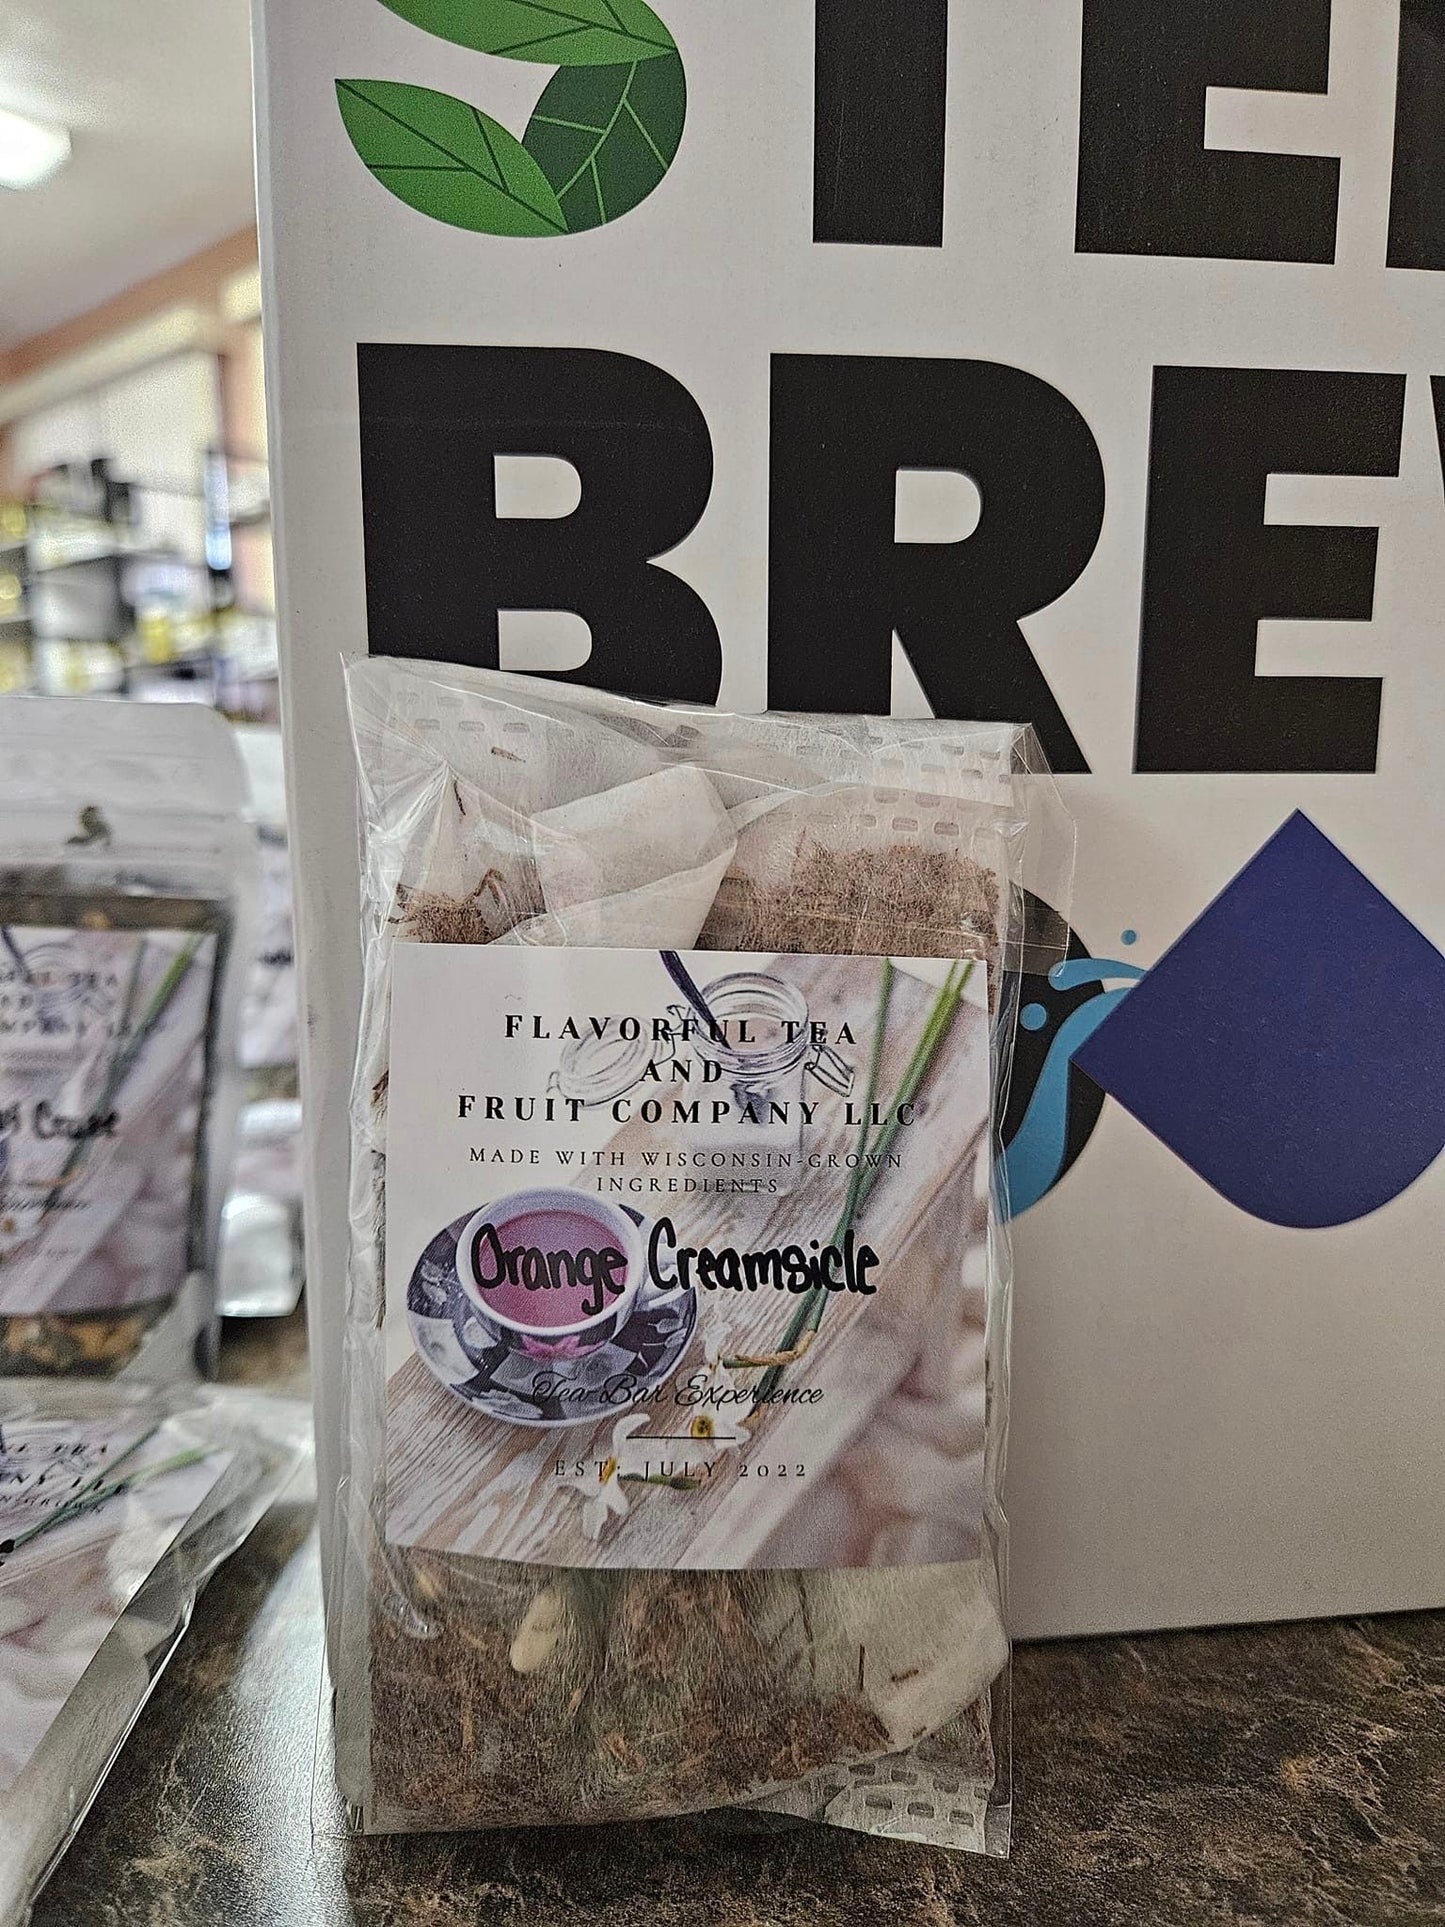 BRE
FLAVORFUL TEA
AND
FRUIT COMPANY LLC
MADE WITH WISCONSIN-GROWN
INGREDIENTS
Orange Creamsicle
Tea Bar Experience
EST: JULY 2022